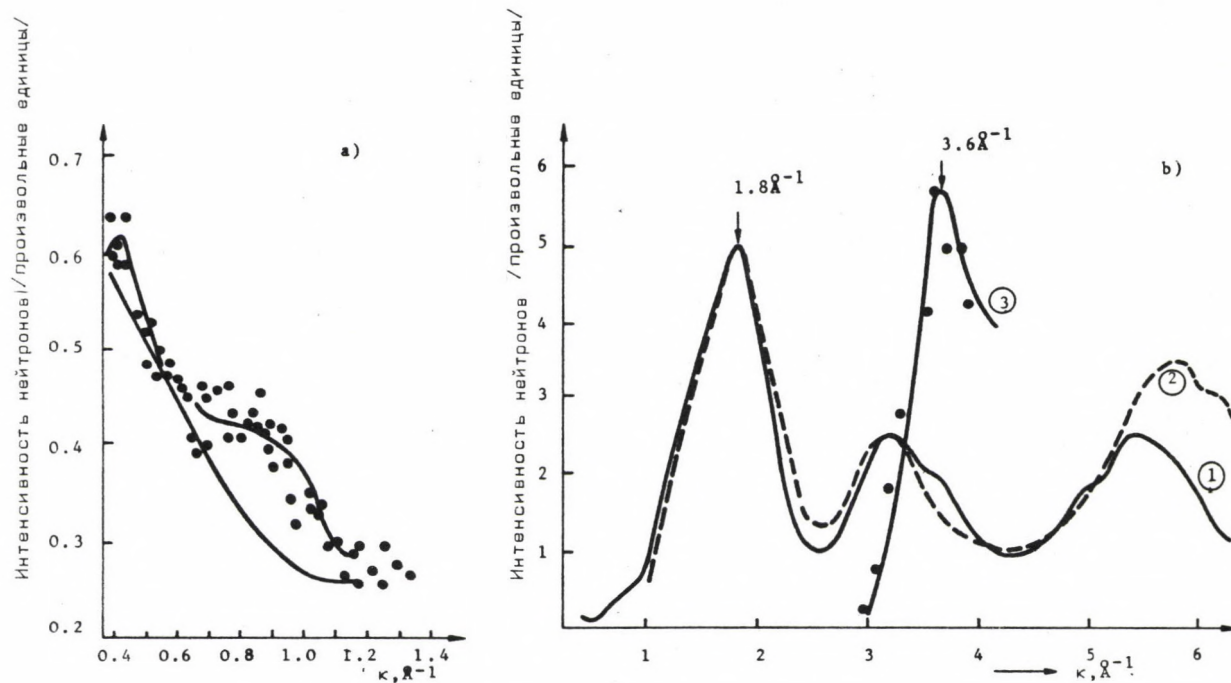 Интенсивность нейтронов/произвольные единицы/
a)
0.7
0.6
0.5
0.4
0.3
0.2
0.4 0.6 0.8 1.0 1.2 1.4
κ, Å⁻¹
Интенсивность нейтронов /произвольные единицы/
b)
1.8Å⁻¹
3.6Å⁻¹
6
5
4
3
2
1
③
②
①
1 2 3 4 5 6
κ, Å⁻¹